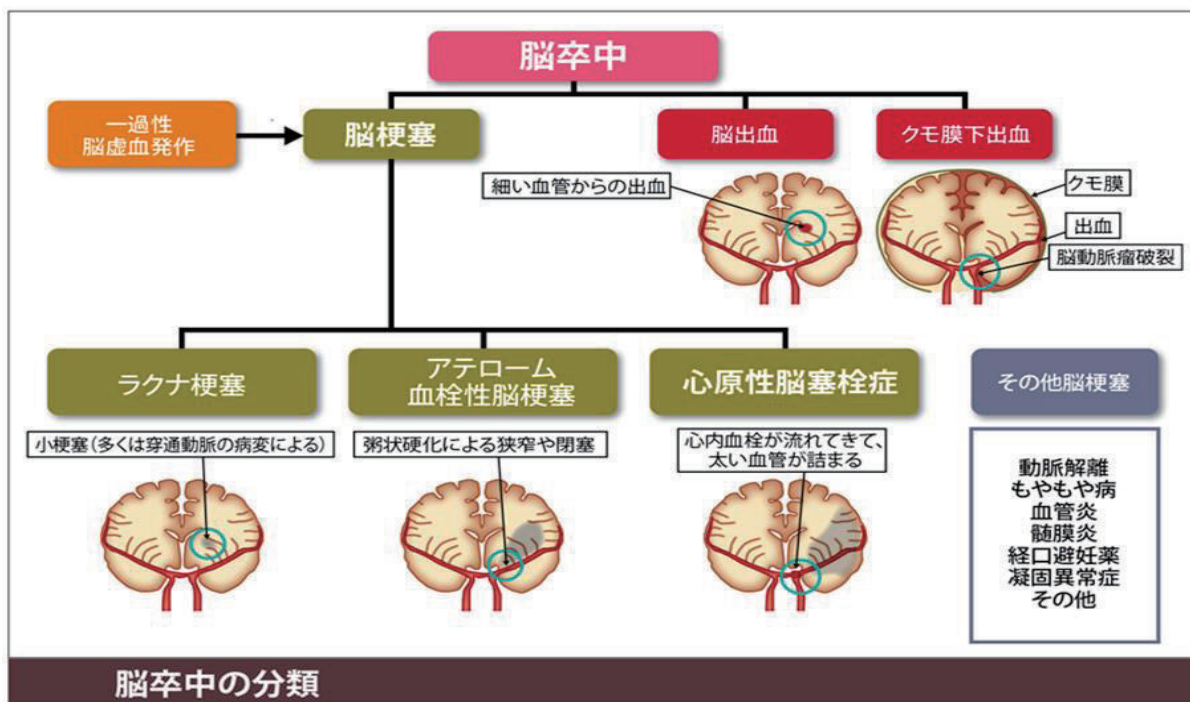 脳卒中
一過性
脳虚血発作
脳梗塞
脳出血
クモ膜下出血
細い血管からの出血
クモ膜
出血
脳動脈瘤破裂
ラクナ梗塞
アテローム
血栓性脳梗塞
心原性脳塞栓症
その他脳梗塞
小梗塞(多くは穿通動脈の病変による)
粥状硬化による狭窄や閉塞
心内血栓が流れてきて、
太い血管が詰まる
動脈解離
もやもや病
血管炎
髄膜炎
経口避妊薬
凝固異常症
その他
脳卒中の分類